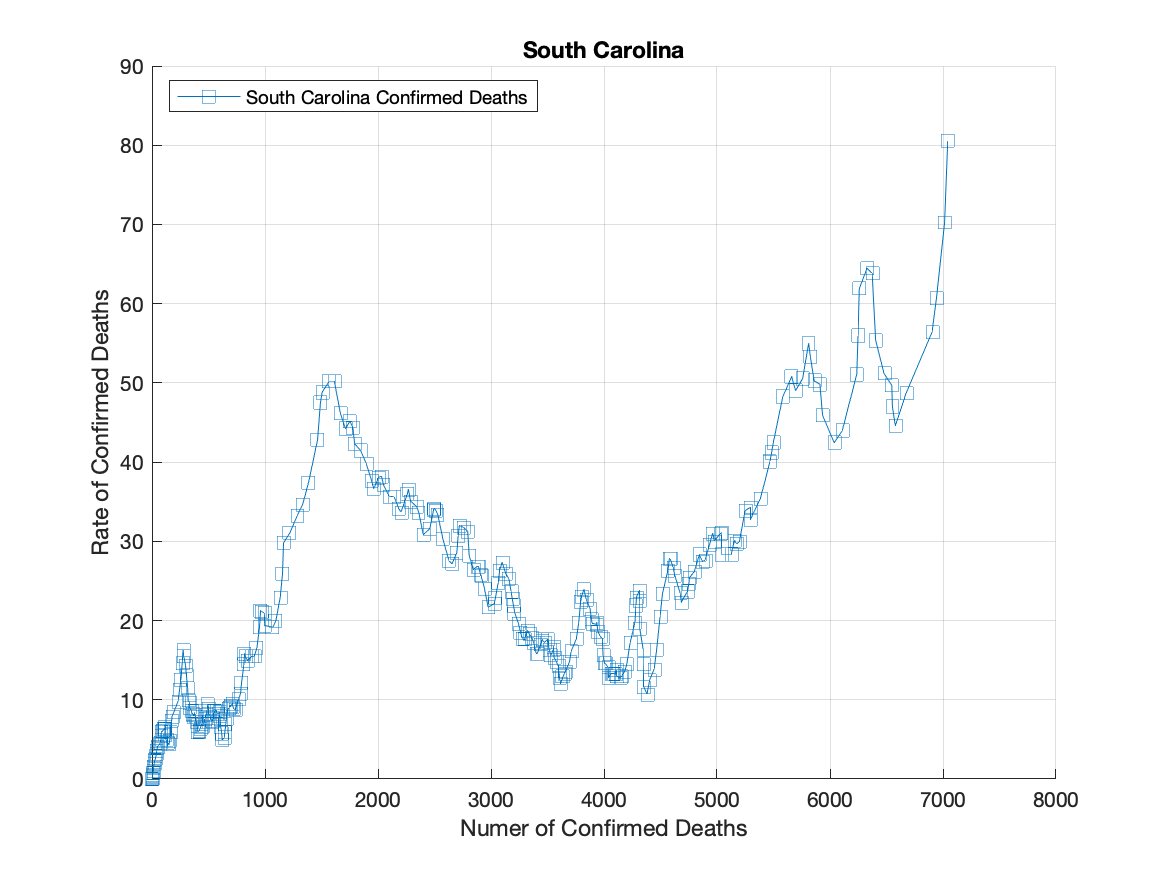 South Carolina
South Carolina Confirmed Deaths
90
80
70
60
50
40
30
20
10
0
Rate of Confirmed Deaths
0 1000 2000 3000 4000 5000 6000 7000 8000
Numer of Confirmed Deaths